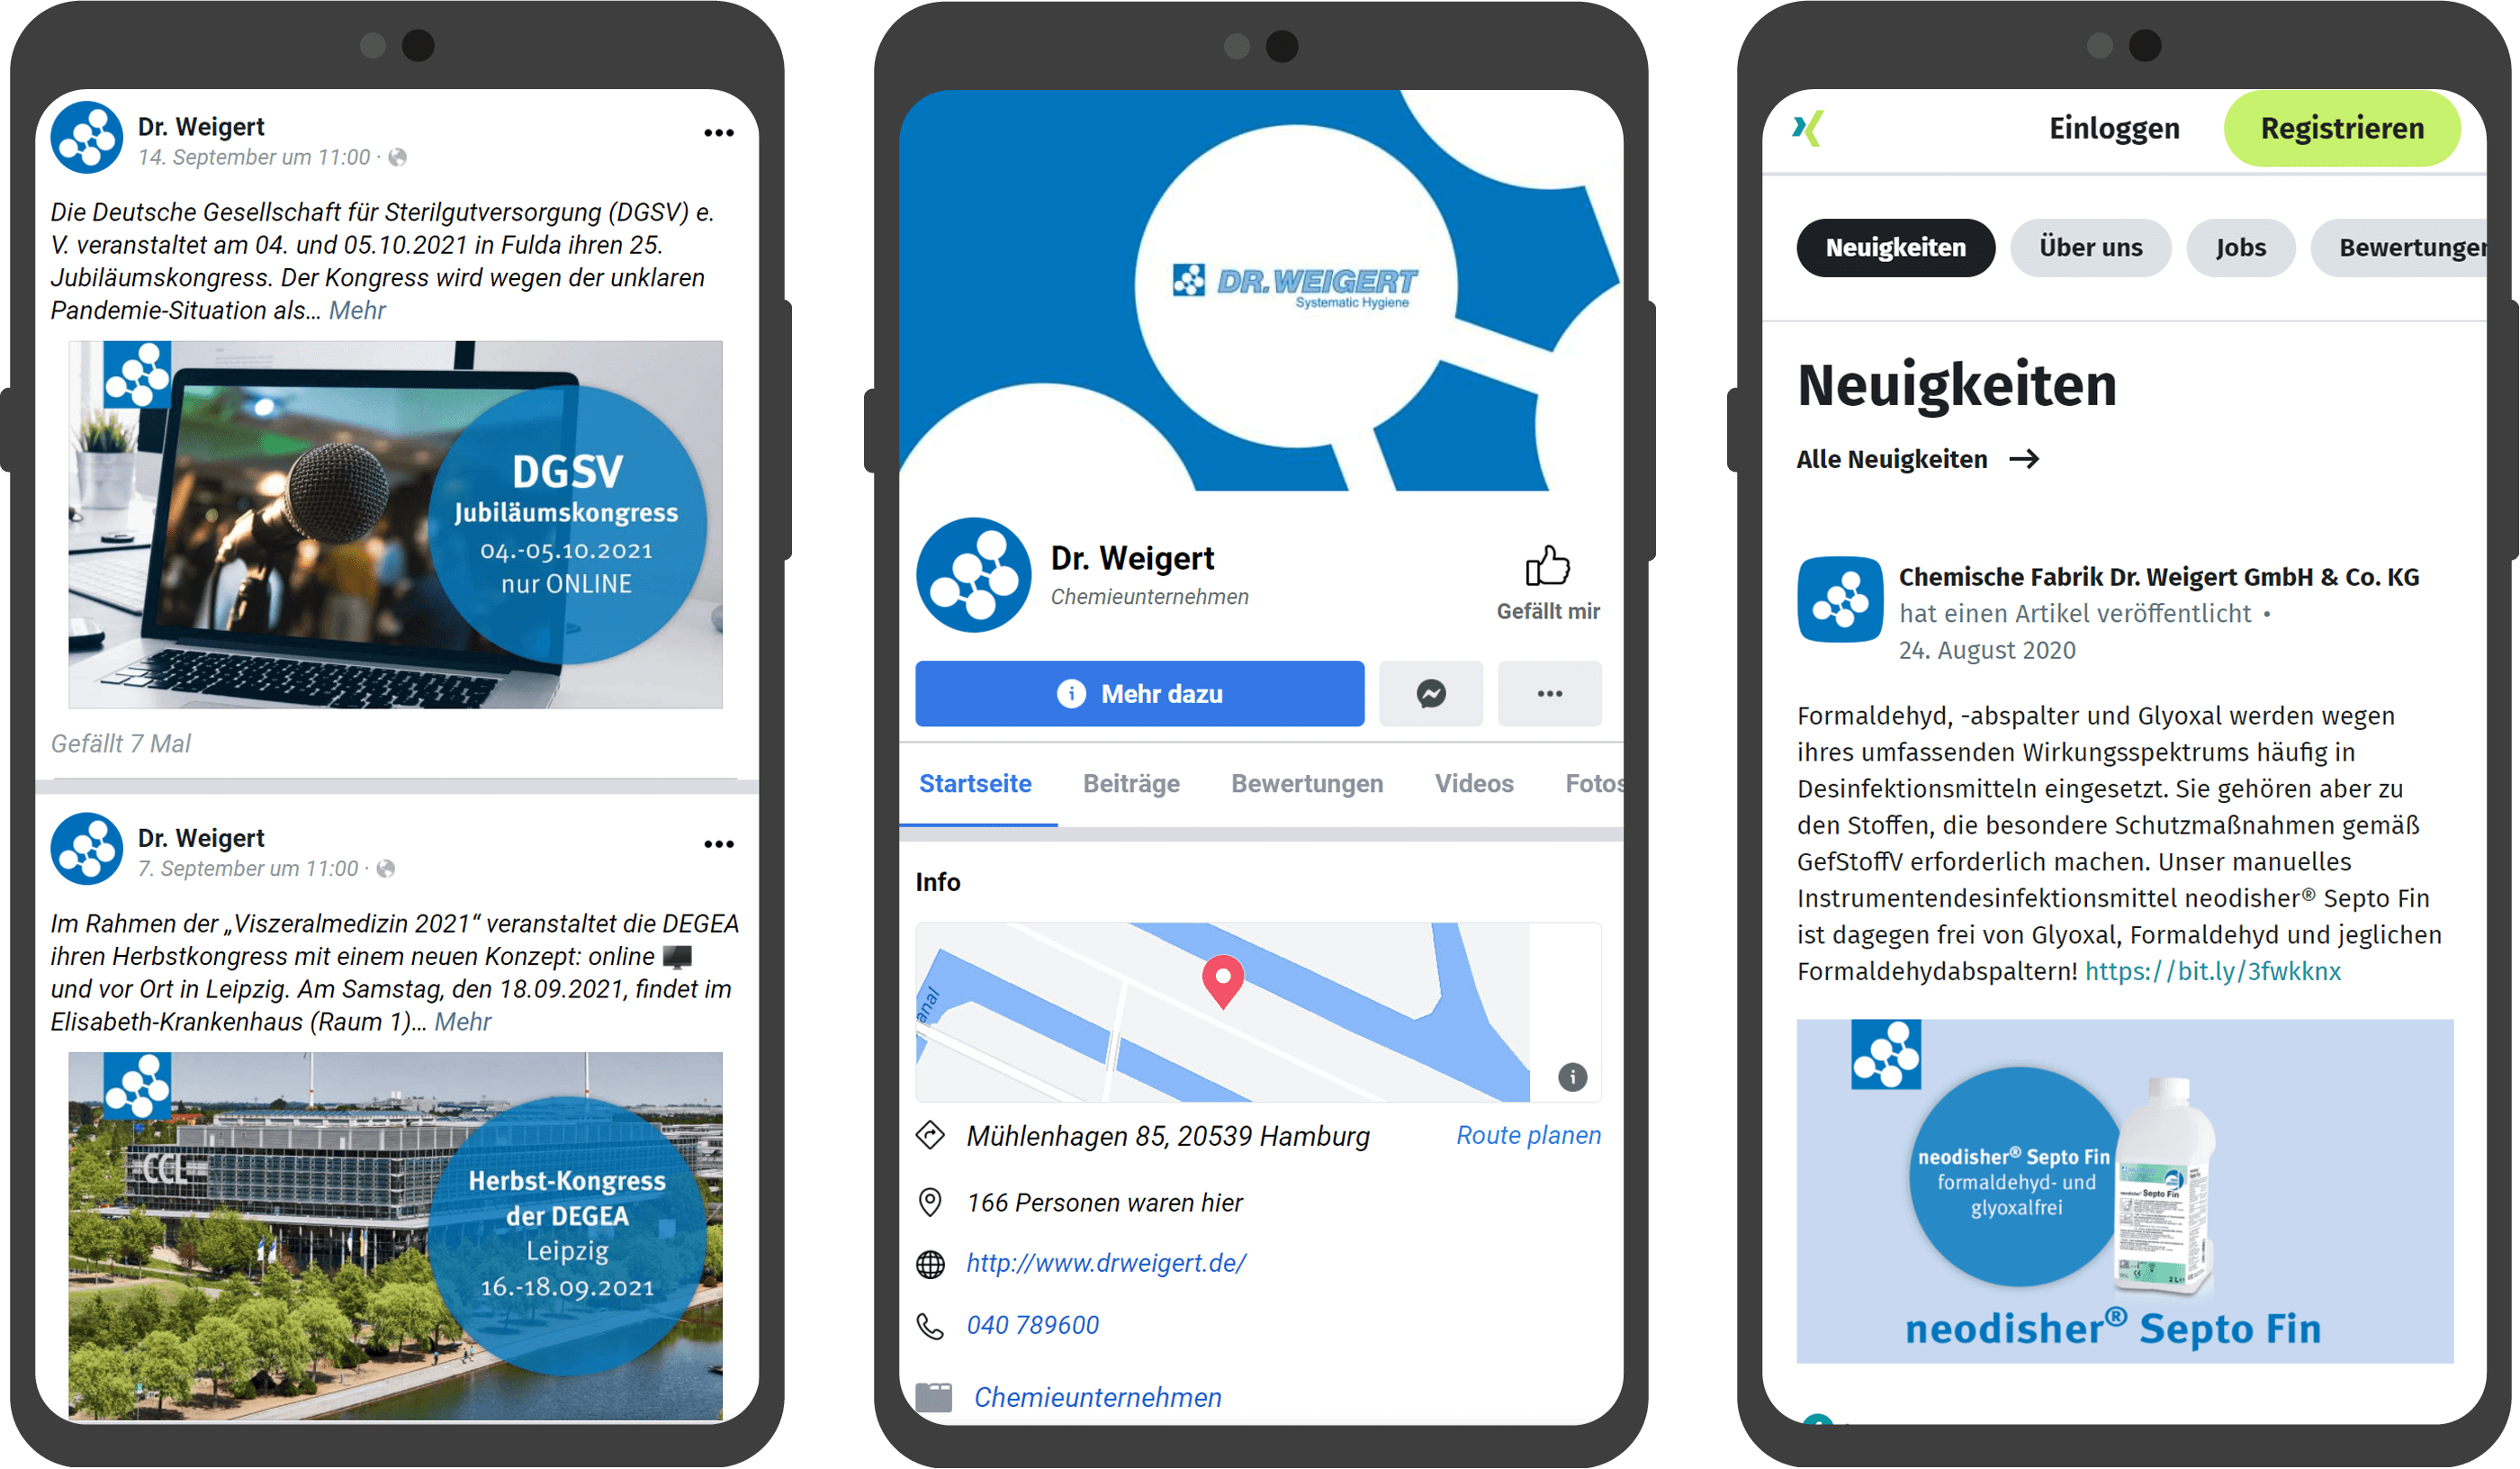 Dr. Weigert
14. September um 11:00 ·
Die Deutsche Gesellschaft für Sterilgutversorgung (DGSV) e.
V. veranstaltet am 04. und 05.10.2021 in Fulda ihren 25.
Jubiläumskongress. Der Kongress wird wegen der unklaren
Pandemie-Situation als... Mehr
DGSV
Jubiläumskongress
04.-05.10.2021
nur ONLINE
Gefällt 7 Mal
Dr. Weigert
7. September um 11:00 ·
Im Rahmen der „Viszeralmedizin 2021“ veranstaltet die DEGEA
ihren Herbstkongress mit einem neuen Konzept: online
und vor Ort in Leipzig. Am Samstag, den 18.09.2021, findet im
Elisabeth-Krankenhaus (Raum 1)... Mehr
CCL
Herbst-Kongress
der DEGEA
Leipzig
16.-18.09.2021
DR. WEIGERT
Systematic Hygiene
Dr. Weigert
Chemieunternehmen
Gefällt mir
Mehr dazu
Startseite Beiträge Bewertungen Videos Fotos
Info
anal
Mühlenhagen 85, 20539 Hamburg Route planen
166 Personen waren hier
http://www.drweigert.de/
040 789600
Chemieunternehmen
Einloggen Registrieren
Neuigkeiten Über uns Jobs Bewertungen
Neuigkeiten
Alle Neuigkeiten →
Chemische Fabrik Dr. Weigert GmbH & Co. KG
hat einen Artikel veröffentlicht •
24. August 2020
Formaldehyd, -abspalter und Glyoxal werden wegen
ihres umfassenden Wirkungsspektrums häufig in
Desinfektionsmitteln eingesetzt. Sie gehören aber zu
den Stoffen, die besondere Schutzmaßnahmen gemäß
GefStoffV erforderlich machen. Unser manuelles
Instrumentendesinfektionsmittel neodisher® Septo Fin
ist dagegen frei von Glyoxal, Formaldehyd und jeglichen
Formaldehydabspaltern! https://bit.ly/3fwkknx
neodisher® Septo Fin
formaldehyd- und
glyoxalfrei
neodisher® Septo Fin
2 L
neodisher® Septo Fin